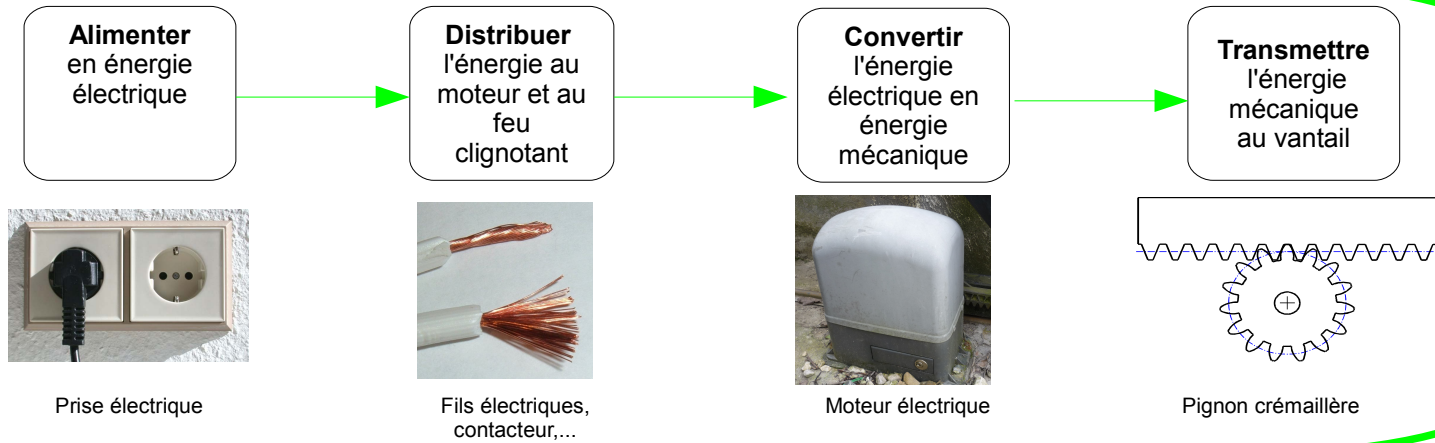 Alimenter
en énergie
électrique
Distribuer
l'énergie au
moteur et au
feu
clignotant
Convertir
l'énergie
électrique en
énergie
mécanique
Transmettre
l'énergie
mécanique
au vantail
Prise électrique
Fils électriques,
contacteur,...
Moteur électrique
Pignon crémaillère